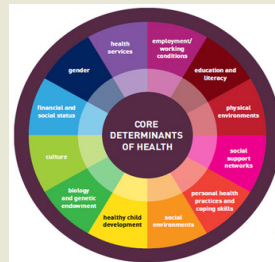 CORE
DETERMINANTS
OF HEALTH
health
services
employment/
working
conditions
education and
literacy
physical
environments
social
support
networks
personal health
practices and
coping skills
social
environments
healthy child
development
biology
and genetic
endowment
culture
financial and
social status
gender